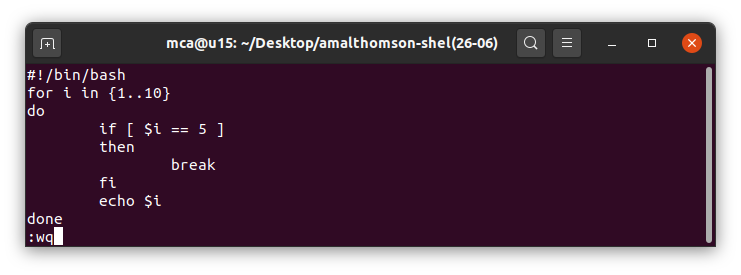 mca@u15: ~/Desktop/amalthomson-shel(26-06)
#!/bin/bash
for i in {1..10}
do
        if [ $i == 5 ]
        then
                break
        fi
        echo $i
done
:wq